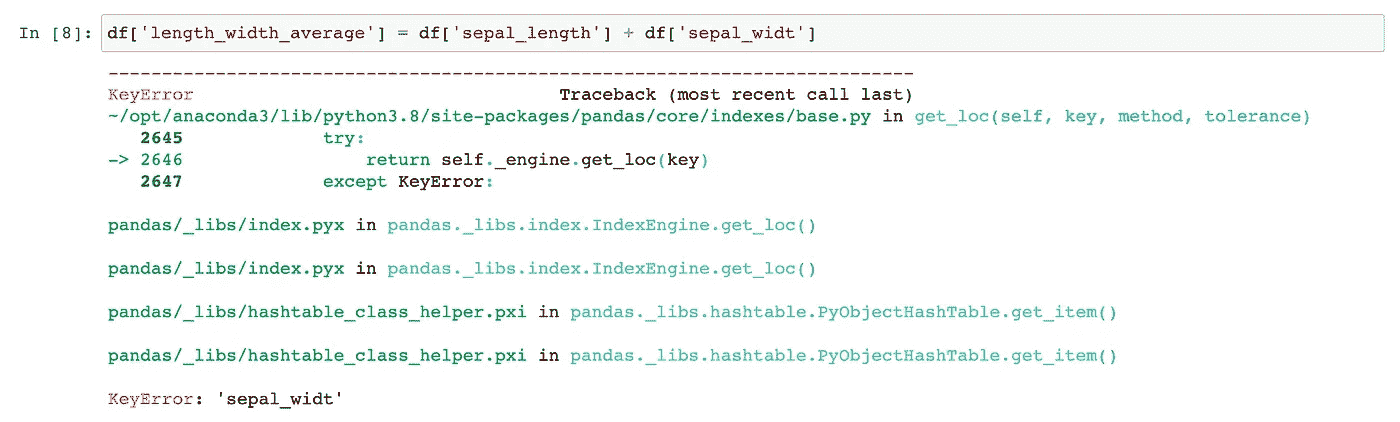 In [8]: df['length_width_average'] = df['sepal_length'] + df['sepal_widt']
---------------------------------------------------------------------------
KeyError                                  Traceback (most recent call last)
~/opt/anaconda3/lib/python3.8/site-packages/pandas/core/indexes/base.py in get_loc(self, key, method, tolerance)
   2645             try:
-> 2646                 return self._engine.get_loc(key)
   2647             except KeyError:
pandas/_libs/index.pyx in pandas._libs.index.IndexEngine.get_loc()
pandas/_libs/index.pyx in pandas._libs.index.IndexEngine.get_loc()
pandas/_libs/hashtable_class_helper.pxi in pandas._libs.hashtable.PyObjectHashTable.get_item()
pandas/_libs/hashtable_class_helper.pxi in pandas._libs.hashtable.PyObjectHashTable.get_item()
KeyError: 'sepal_widt'